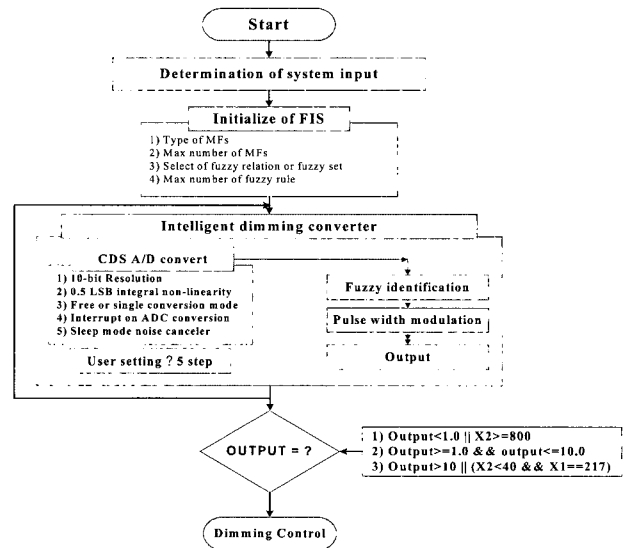 Start
Determination of system input
Initialize of FIS
1) Type of MFs
2) Max number of MFs
3) Select of fuzzy relation or fuzzy set
4) Max number of fuzzy rule
Intelligent dimming converter
CDS A/D convert
1) 10-bit Resolution
2) 0.5 LSB integral non-linearity
3) Free or single conversion mode
4) Interrupt on ADC conversion
5) Sleep mode noise canceler
User setting ? 5 step
Fuzzy identification
Pulse width modulation
Output
OUTPUT = ?
1) Output<1.0 || X2>=800
2) Output>=1.0 && output<=10.0
3) Output>10 || (X2<40 && X1==217)
Dimming Control